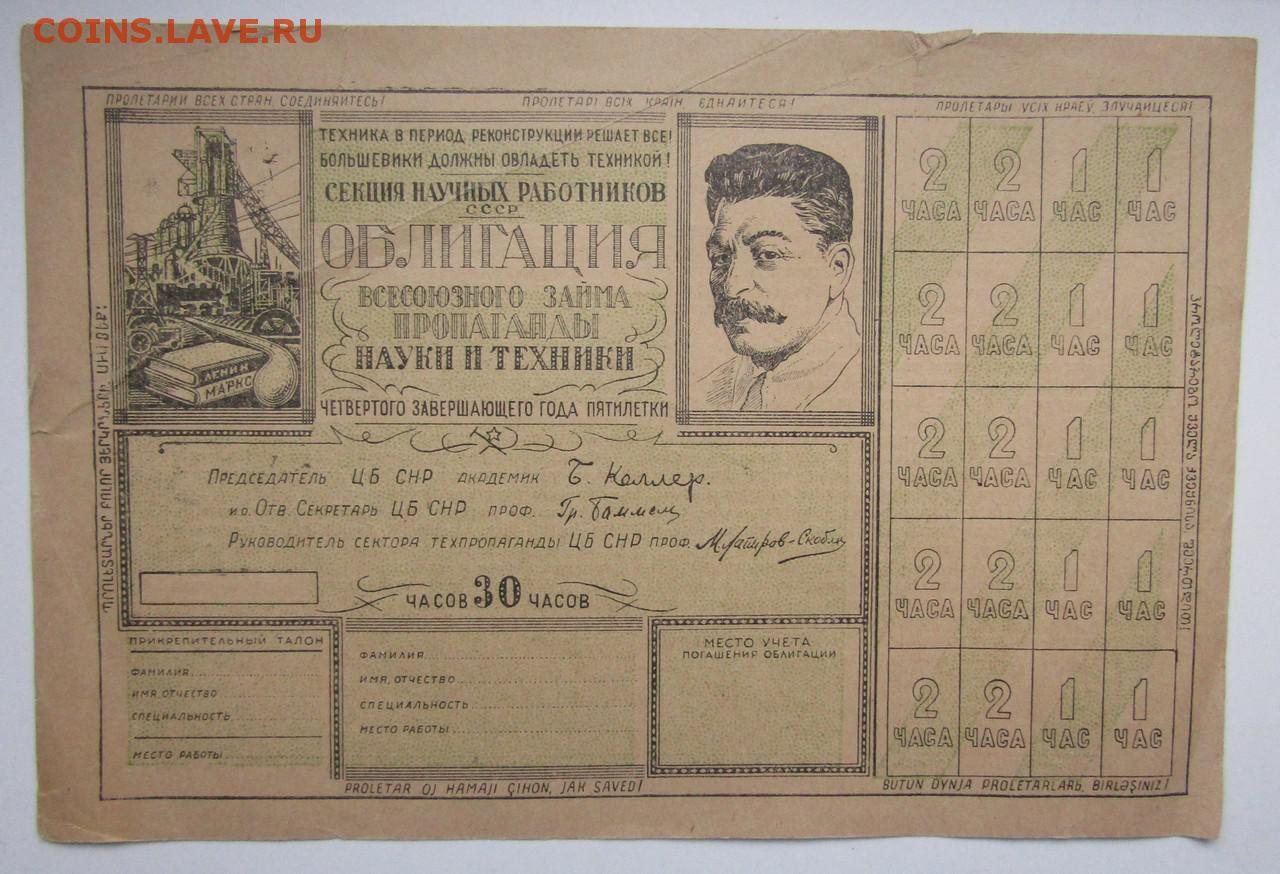 COINS.LAVE.RU
ПРОЛЕТАРИИ ВСЕХ СТРАН, СОЕДИНЯЙТЕСЬ!
ПРОЛЕТАРІ ВСІХ КРАЇН ЄДНАЙТЕСЯ!
ПРОЛЕТАРЫ УСІХ КРАЕЎ, ЗЛУЧАЙЦЕСЯ!
ТЕХНИКА В ПЕРИОД РЕКОНСТРУКЦИИ РЕШАЕТ ВСЕ!
БОЛЬШЕВИКИ ДОЛЖНЫ ОВЛАДЕТЬ ТЕХНИКОЙ!
СЕКЦИЯ НАУЧНЫХ РАБОТНИКОВ
СССР
ОБЛИГАЦИЯ
ВСЕСОЮЗНОГО ЗАЙМА
ПРОПАГАНДЫ
НАУКИ И ТЕХНИКИ
ЧЕТВЕРТОГО ЗАВЕРШАЮЩЕГО ГОДА ПЯТИЛЕТКИ
ЛЕНИН
МАРКС
ПРЕДСЕДАТЕЛЬ ЦБ СНР АКАДЕМИК Б. Келлер.
и.о. ОТВ. СЕКРЕТАРЬ ЦБ СНР ПРОФ. Гр. Баммель
РУКОВОДИТЕЛЬ СЕКТОРА ТЕХПРОПАГАНДЫ ЦБ СНР ПРОФ. М. Лапиров-Скобло
ЧАСОВ 30 ЧАСОВ
ПРИКРЕПИТЕЛЬНЫЙ ТАЛОН
ФАМИЛИЯ
ИМЯ, ОТЧЕСТВО
СПЕЦИАЛЬНОСТЬ
МЕСТО РАБОТЫ
ФАМИЛИЯ
ИМЯ, ОТЧЕСТВО
СПЕЦИАЛЬНОСТЬ
МЕСТО РАБОТЫ
МЕСТО УЧЕТА
ПОГАШЕНИЯ ОБЛИГАЦИИ
2 2 1 1
ЧАСА ЧАСА ЧАС ЧАС
2 2 1 1
ЧАСА ЧАСА ЧАС ЧАС
2 2 1 1
ЧАСА ЧАСА ЧАС ЧАС
2 2 1 1
ЧАСА ЧАСА ЧАС ЧАС
2 2 1 1
ЧАСА ЧАСА ЧАС ЧАС
PROLETAR OJ HAMAJI ÇIHON, JAK SAVED!
BUTUN DYNJA PROLETARLARЬ, BIRLƏŞINIZ!